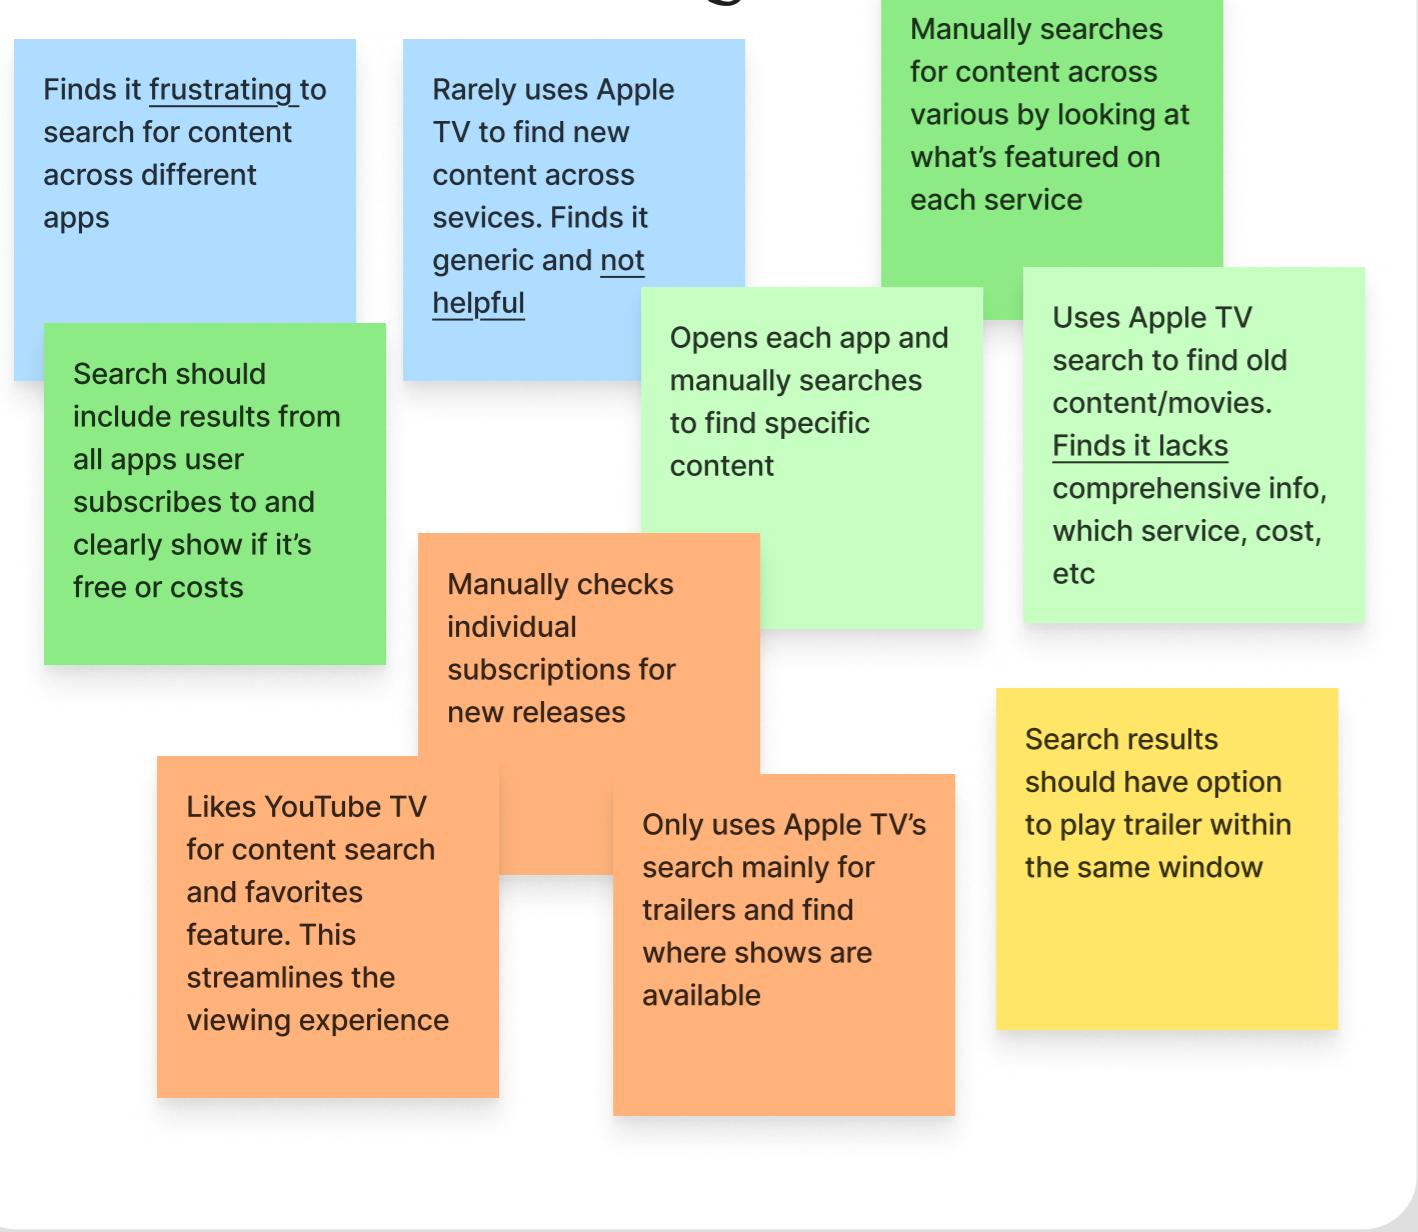 Finds it frustrating to
search for content
across different
apps
Rarely uses Apple
TV to find new
content across
sevices. Finds it
generic and not
helpful
Manually searches
for content across
various by looking at
what's featured on
each service
Search should
include results from
all apps user
subscribes to and
clearly show if it's
free or costs
Opens each app and
manually searches
to find specific
content
Uses Apple TV
search to find old
content/movies.
Finds it lacks
comprehensive info,
which service, cost,
etc
Manually checks
individual
subscriptions for
new releases
Likes YouTube TV
for content search
and favorites
feature. This
streamlines the
viewing experience
Only uses Apple TV’s
search mainly for
trailers and find
where shows are
available
Search results
should have option
to play trailer within
the same window